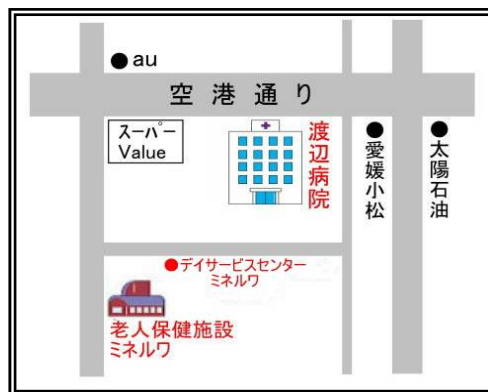 au
空港通り
スーパー
Value
渡辺病院
愛媛小松
太陽石油
デイサービスセンター
ミネルワ
老人保健施設
ミネルワ